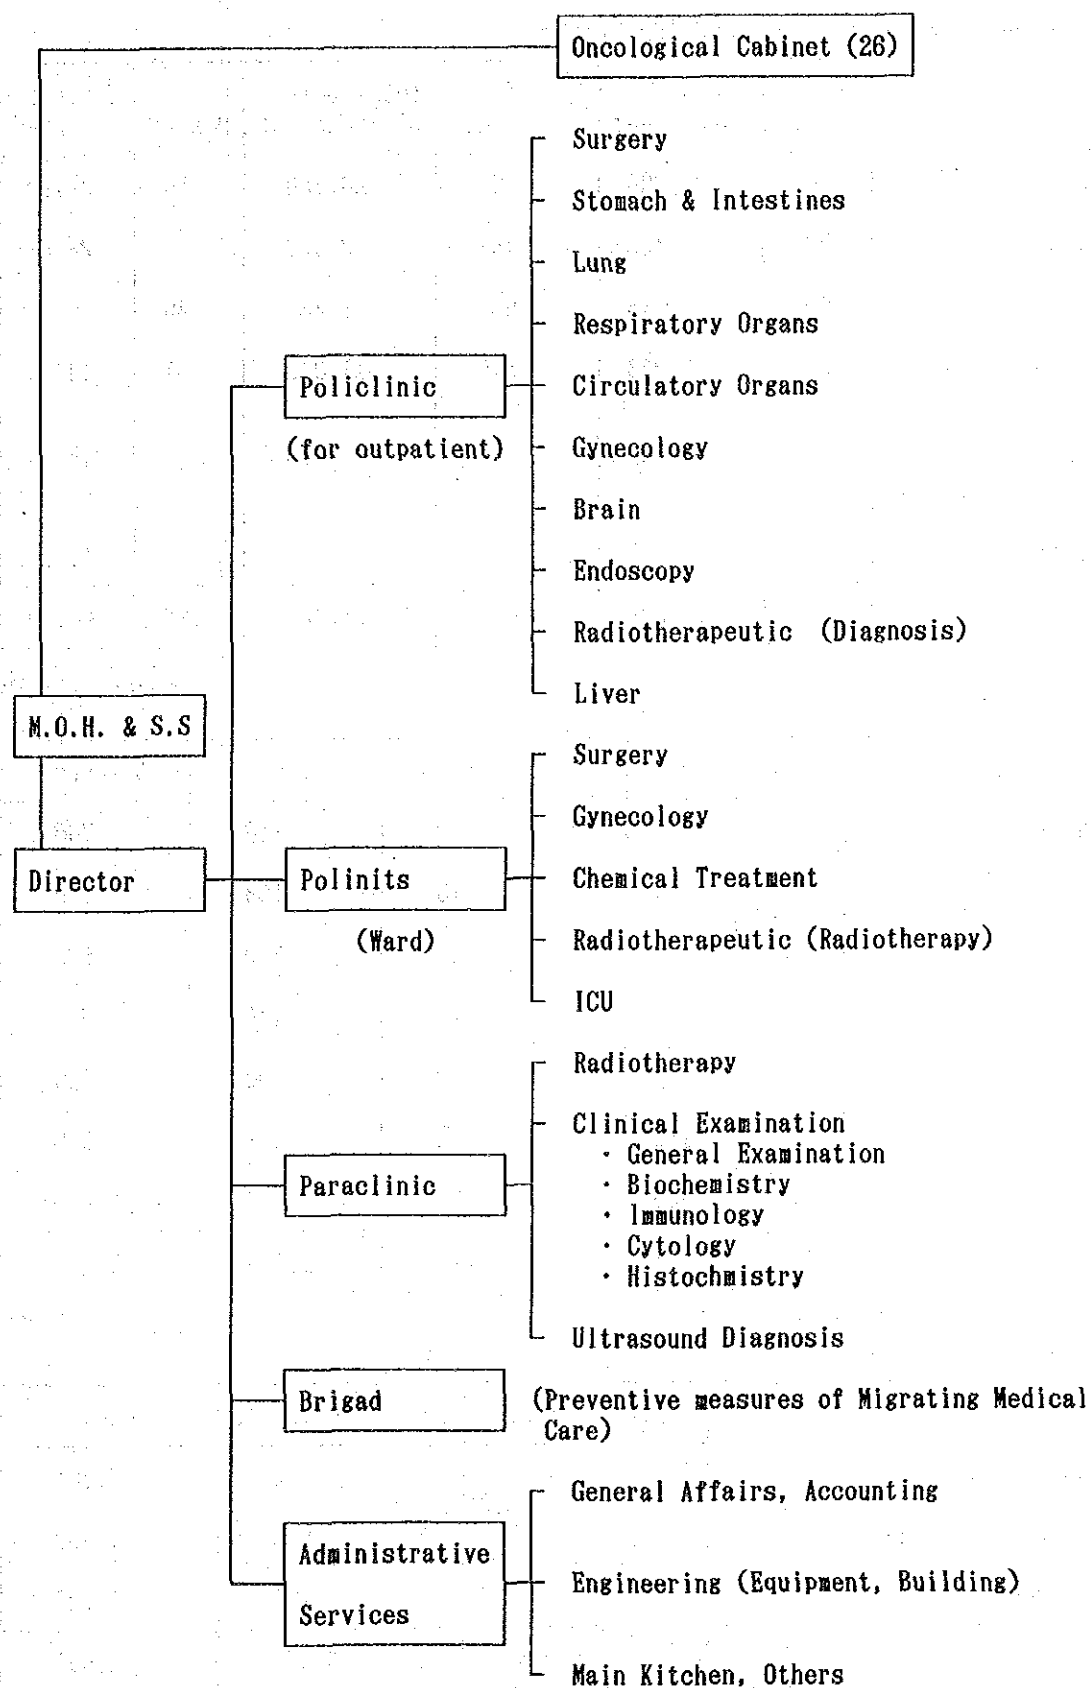 Oncological Cabinet (26)
Surgery
Stomach & Intestines
Lung
Respiratory Organs
Policlinic
Circulatory Organs
(for outpatient)
Gynecology
Brain
Endoscopy
Radiotherapeutic (Diagnosis)
Liver
M.O.H. & S.S
Surgery
Gynecology
Director
Polinits
Chemical Treatment
(Ward)
Radiotherapeutic (Radiotherapy)
ICU
Radiotherapy
Clinical Examination
・General Examination
Paraclinic
・Biochemistry
・Immunology
・Cytology
・Histochmistry
Ultrasound Diagnosis
Brigad
(Preventive measures of Migrating Medical
Care)
General Affairs, Accounting
Administrative
Services
Engineering (Equipment, Building)
Main Kitchen, Others